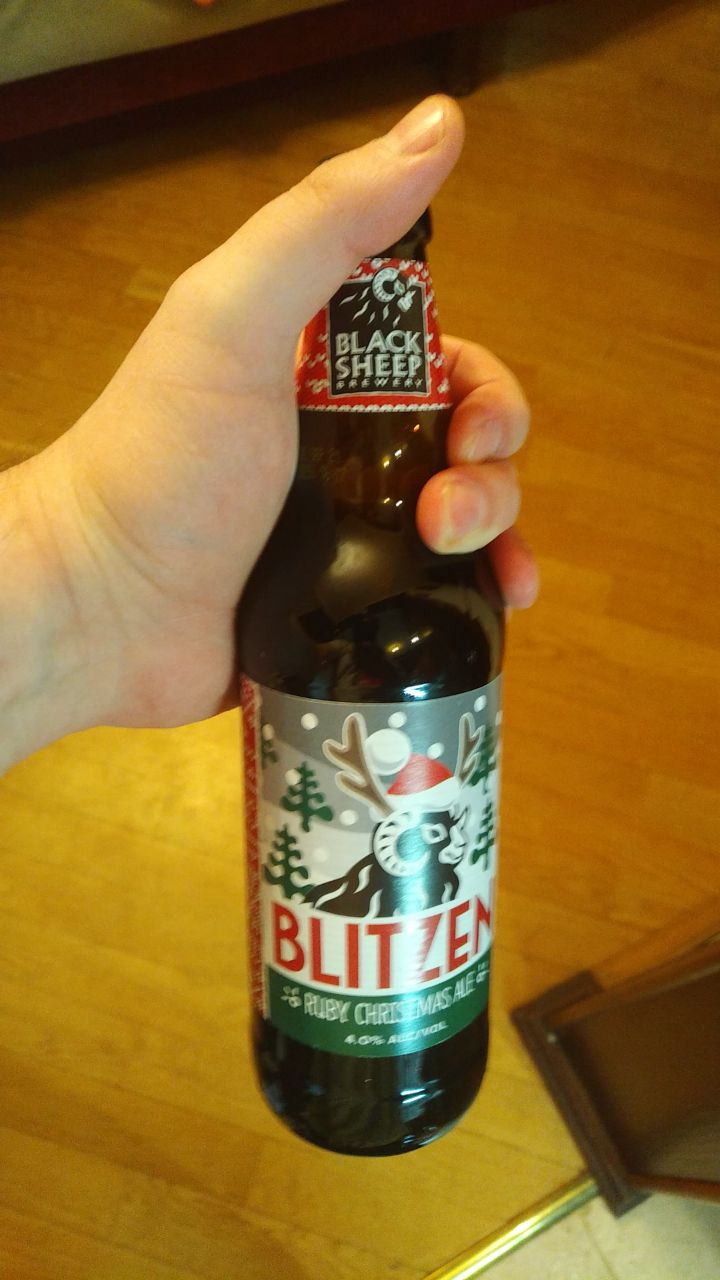 BLACK
SHEEP
BREWERY
BLITZEN
RUBY CHRISTMAS ALE
4.0% ALC/VOL